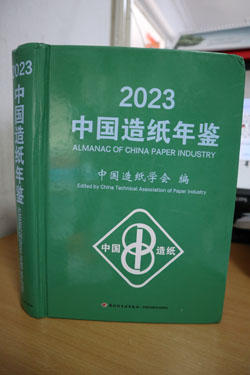 2023
中国造纸年鉴
2023
中国造纸年鉴
ALMANAC OF CHINA PAPER INDUSTRY
中国造纸学会 编
Edited by China Technical Association of Paper Industry
中国 造纸